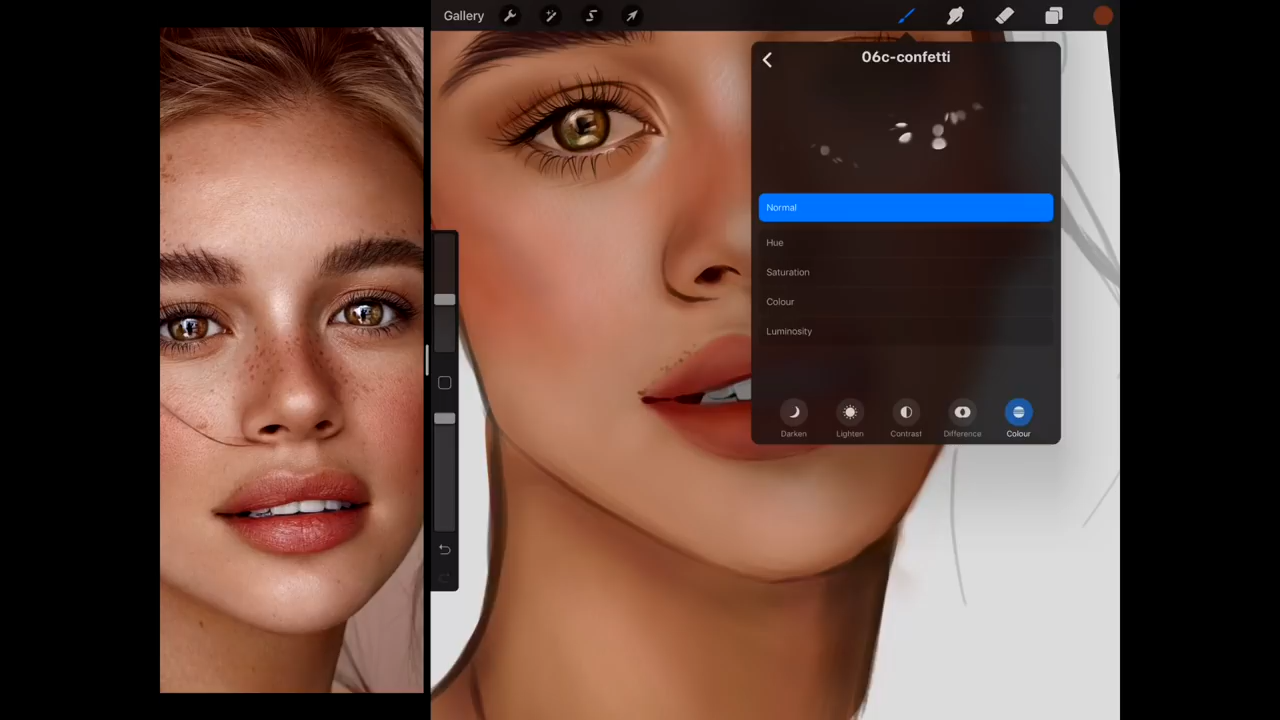 Gallery
06c-confetti
Normal
Hue
Saturation
Colour
Luminosity
Darken Lighten Contrast Difference Colour